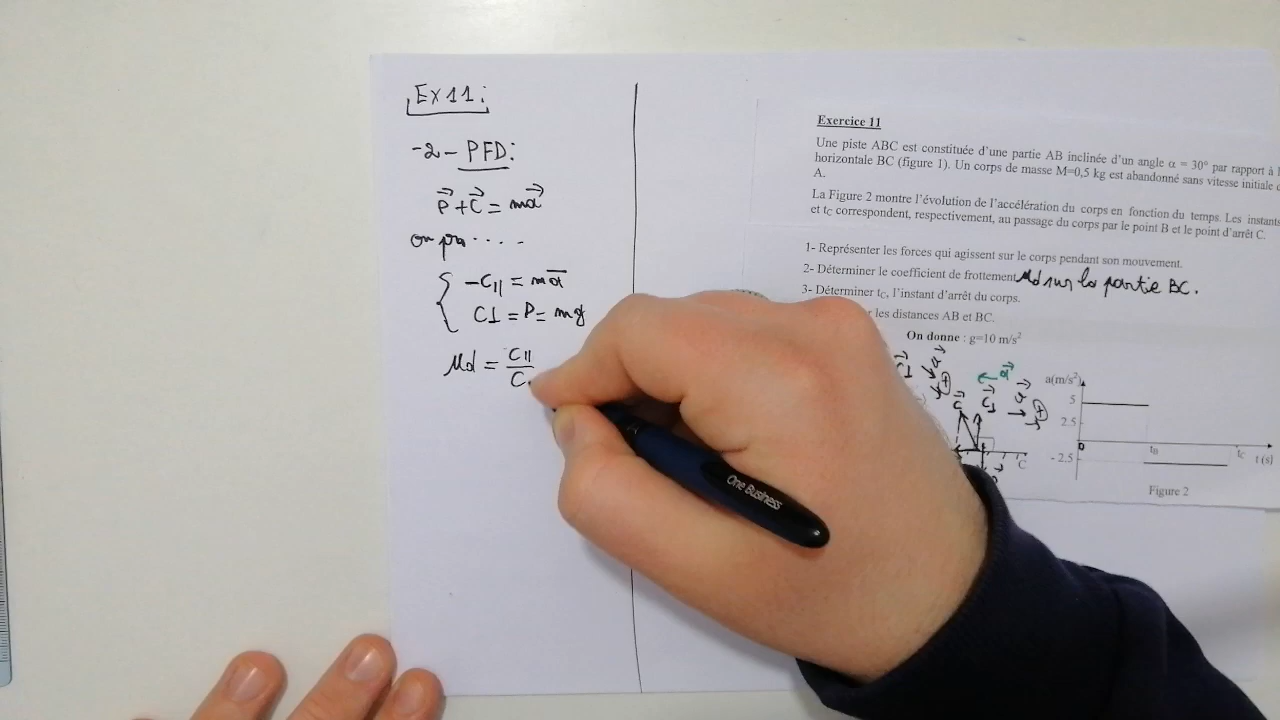 Ex 11:
-2- PFD:
P + C = ma
on pro ....
-C|| = ma
C⊥ = P = mg
μd = C|| / C
One Business
Exercice 11
Une piste ABC est constituée d'une partie AB inclinée d'un angle α = 30° par rapport à
horizontale BC (figure 1). Un corps de masse M=0,5 kg est abandonné sans vitesse initiale
A.
La Figure 2 montre l'évolution de l'accélération du corps en fonction du temps. Les instants
et tC correspondent, respectivement, au passage du corps par le point B et le point d'arrêt C.
1- Représenter les forces qui agissent sur le corps pendant son mouvement.
2- Déterminer le coefficient de frottement μd sur la partie BC.
3- Déterminer tC, l'instant d'arrêt du corps.
les distances AB et BC.
On donne : g=10 m/s²
a(m/s²)
5
2.5
0
-2.5
tB
tC
t (s)
C
Figure 2